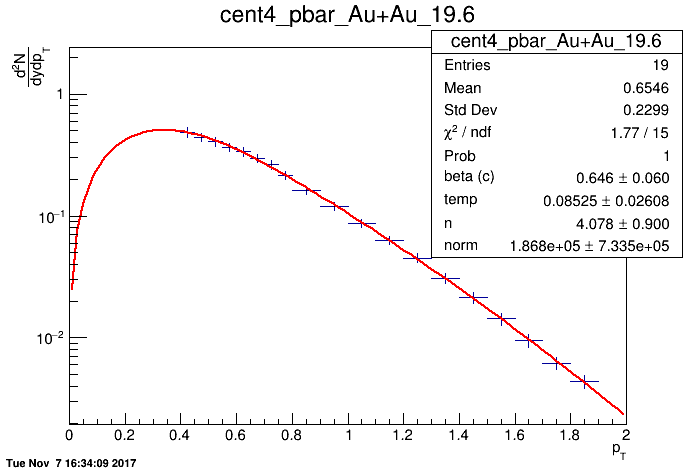 cent4_pbar_Au+Au_19.6
cent4_pbar_Au+Au_19.6
Entries 19
Mean 0.6546
Std Dev 0.2299
χ² / ndf 1.77 / 15
Prob 1
beta (c) 0.646 ± 0.060
temp 0.08525 ± 0.02608
n 4.078 ± 0.900
norm 1.868e+05 ± 7.335e+05
d²N
dydp_T
1
10⁻¹
10⁻²
0 0.2 0.4 0.6 0.8 1 1.2 1.4 1.6 1.8 2
p_T
Tue Nov 7 16:34:09 2017